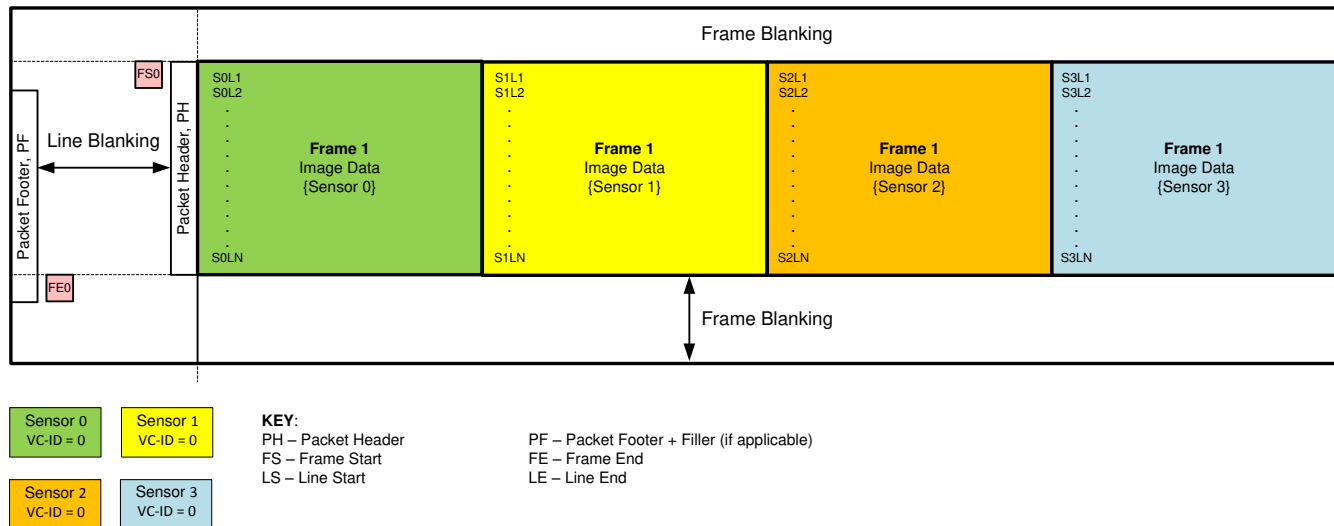 Frame Blanking
FS0
Packet Header, PH
Packet Footer, PF
Line Blanking
FE0
S0L1
S0L2
Frame 1
Image Data
{Sensor 0}
S0LN
S1L1
S1L2
Frame 1
Image Data
{Sensor 1}
S1LN
S2L1
S2L2
Frame 1
Image Data
{Sensor 2}
S2LN
S3L1
S3L2
Frame 1
Image Data
{Sensor 3}
S3LN
Frame Blanking
Sensor 0
VC-ID = 0
Sensor 1
VC-ID = 0
Sensor 2
VC-ID = 0
Sensor 3
VC-ID = 0
KEY:
PH – Packet Header
FS – Frame Start
LS – Line Start
PF – Packet Footer + Filler (if applicable)
FE – Frame End
LE – Line End